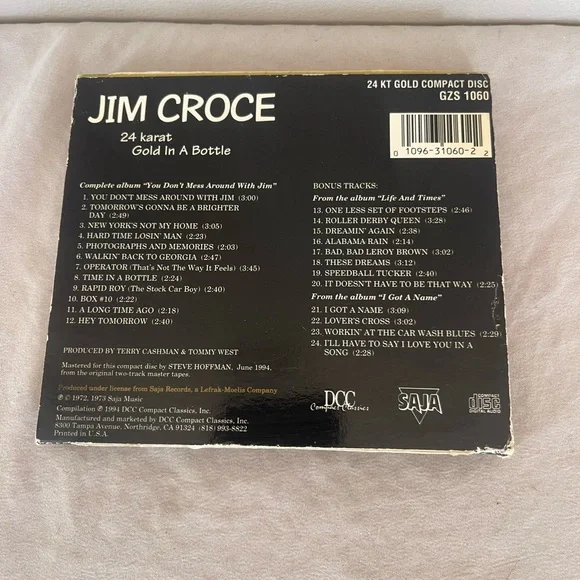 24 KT GOLD COMPACT DISC
GZS 1060
JIM CROCE
24 karat
Gold In A Bottle
0 1096-31060-2 2
Complete album "You Don't Mess Around With Jim"
1. YOU DON'T MESS AROUND WITH JIM (3:00)
2. TOMORROW'S GONNA BE A BRIGHTER
DAY (2:49)
3. NEW YORK'S NOT MY HOME (3:05)
4. HARD TIME LOSIN' MAN (2:23)
5. PHOTOGRAPHS AND MEMORIES (2:03)
6. WALKIN' BACK TO GEORGIA (2:47)
7. OPERATOR (That's Not The Way It Feels) (3:45)
8. TIME IN A BOTTLE (2:24)
9. RAPID ROY (The Stock Car Boy) (2:40)
10. BOX #10 (2:22)
11. A LONG TIME AGO (2:18)
12. HEY TOMORROW (2:40)
BONUS TRACKS:
From the album "Life And Times"
13. ONE LESS SET OF FOOTSTEPS (2:46)
14. ROLLER DERBY QUEEN (3:28)
15. DREAMIN' AGAIN (2:38)
16. ALABAMA RAIN (2:14)
17. BAD, BAD LEROY BROWN (3:02)
18. THESE DREAMS (3:12)
19. SPEEDBALL TUCKER (2:40)
20. IT DOESN'T HAVE TO BE THAT WAY (2:25)
From the album "I Got A Name"
21. I GOT A NAME (3:09)
22. LOVER'S CROSS (3:02)
23. WORKIN' AT THE CAR WASH BLUES (2:29)
24. I'LL HAVE TO SAY I LOVE YOU IN A
SONG (2:28)
PRODUCED BY TERRY CASHMAN & TOMMY WEST
Mastered for this compact disc by STEVE HOFFMAN, June 1994,
from the original two-track master tapes.
Produced under license from Saja Records, a Lefrak-Moelis Company
℗ © 1972, 1973 Saja Music
Compilation ℗ 1994 DCC Compact Classics, Inc.
Manufactured and marketed by DCC Compact Classics, Inc.
8300 Tampa Avenue, Northridge, CA 91324 (818) 993-8822
Printed in U.S.A.
DCC
Compact Classics
SAJA
COMPACT
disc
DIGITAL AUDIO